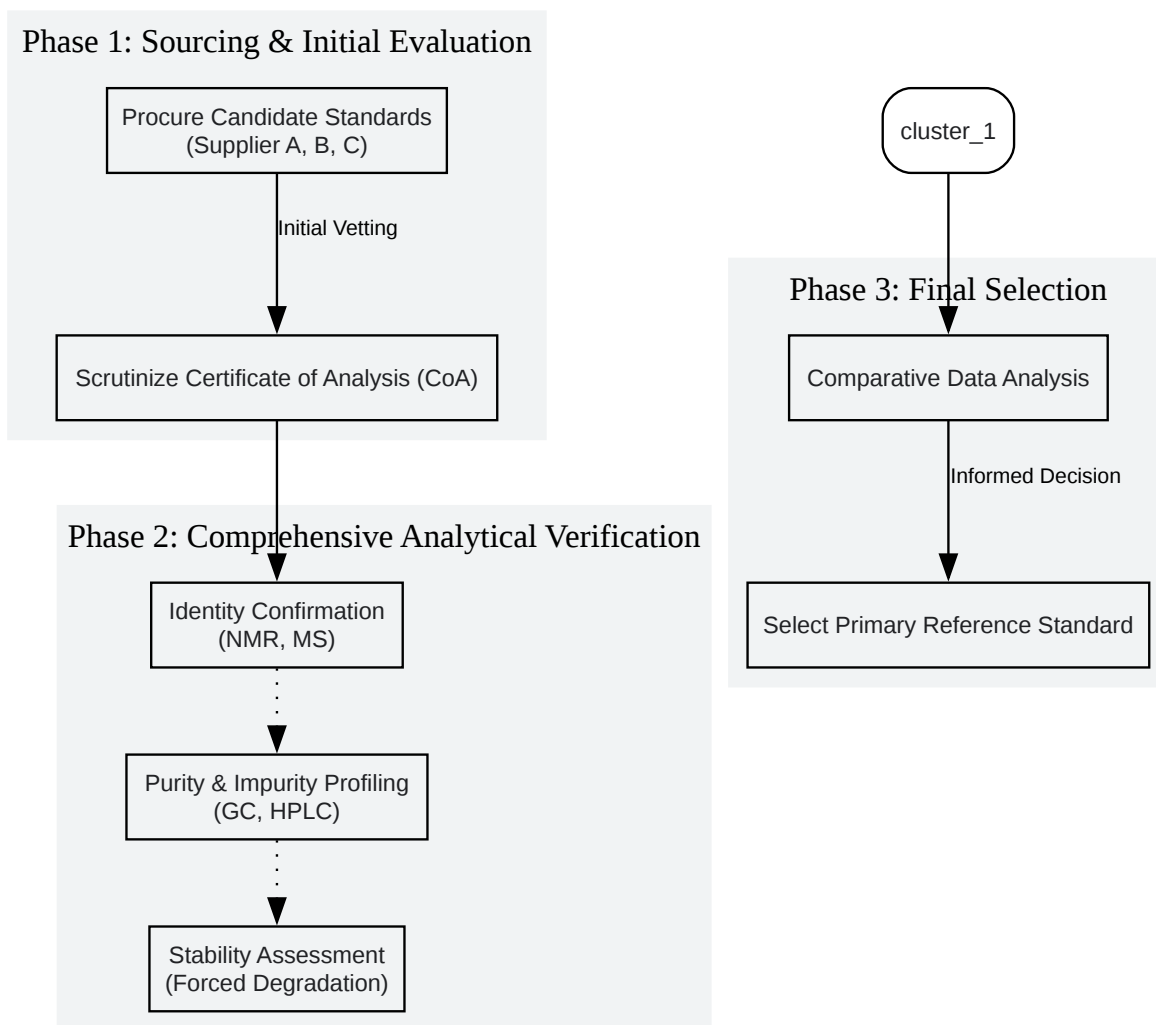 Phase 1: Sourcing & Initial Evaluation
Procure Candidate Standards
(Supplier A, B, C)
Initial Vetting
Scrutinize Certificate of Analysis (CoA)
Phase 2: Comprehensive Analytical Verification
Identity Confirmation
(NMR, MS)
Purity & Impurity Profiling
(GC, HPLC)
Stability Assessment
(Forced Degradation)
cluster_1
Phase 3: Final Selection
Comparative Data Analysis
Informed Decision
Select Primary Reference Standard